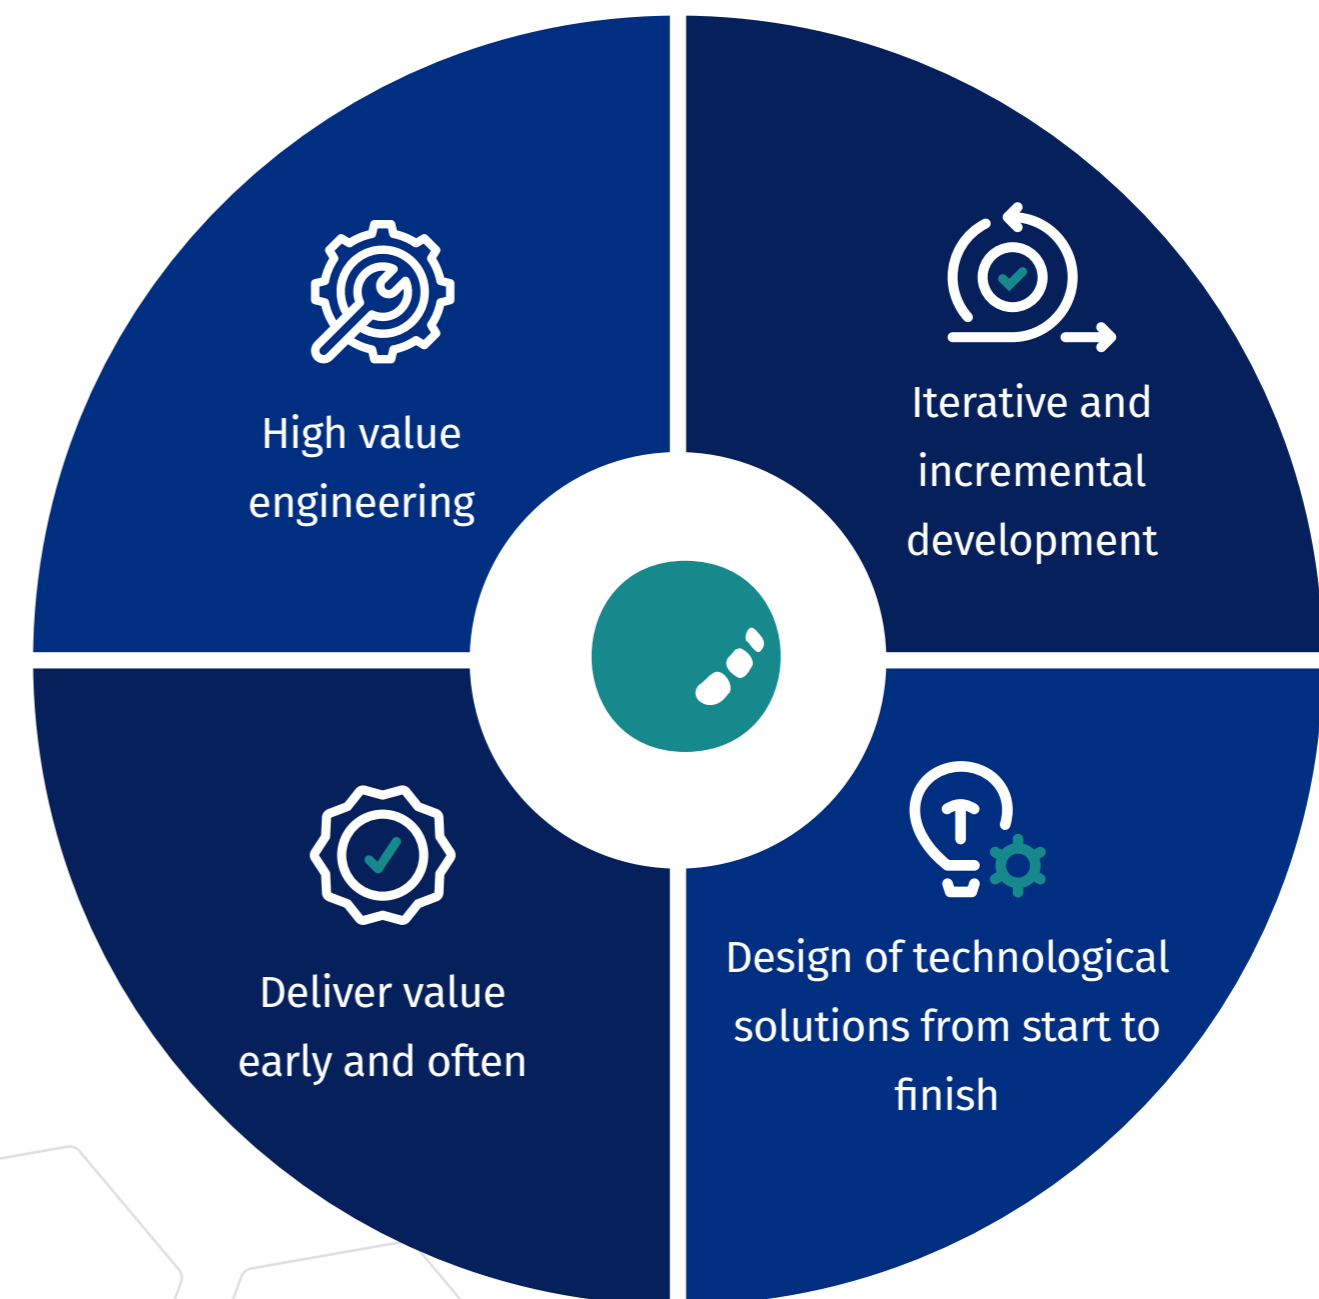 High value
engineering
Iterative and
incremental
development
Deliver value
early and often
Design of technological
solutions from start to
finish